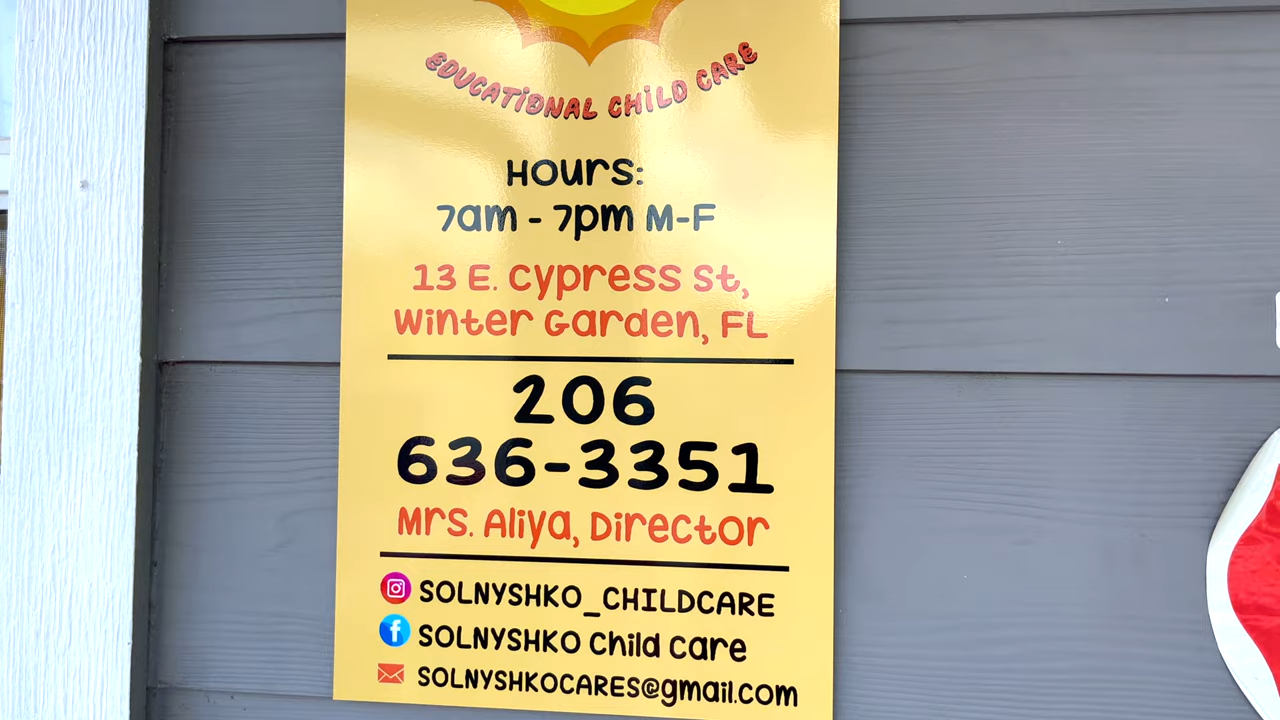 EDUCATIONAL CHILD CARE
Hours:
7am - 7pm M-F
13 E. Cypress St,
Winter Garden, FL
206
636-3351
Mrs. Aliya, Director
SOLNYSHKO_CHILDCARE
SOLNYSHKO Child Care
SOLNYSHKOCARES@gmail.com